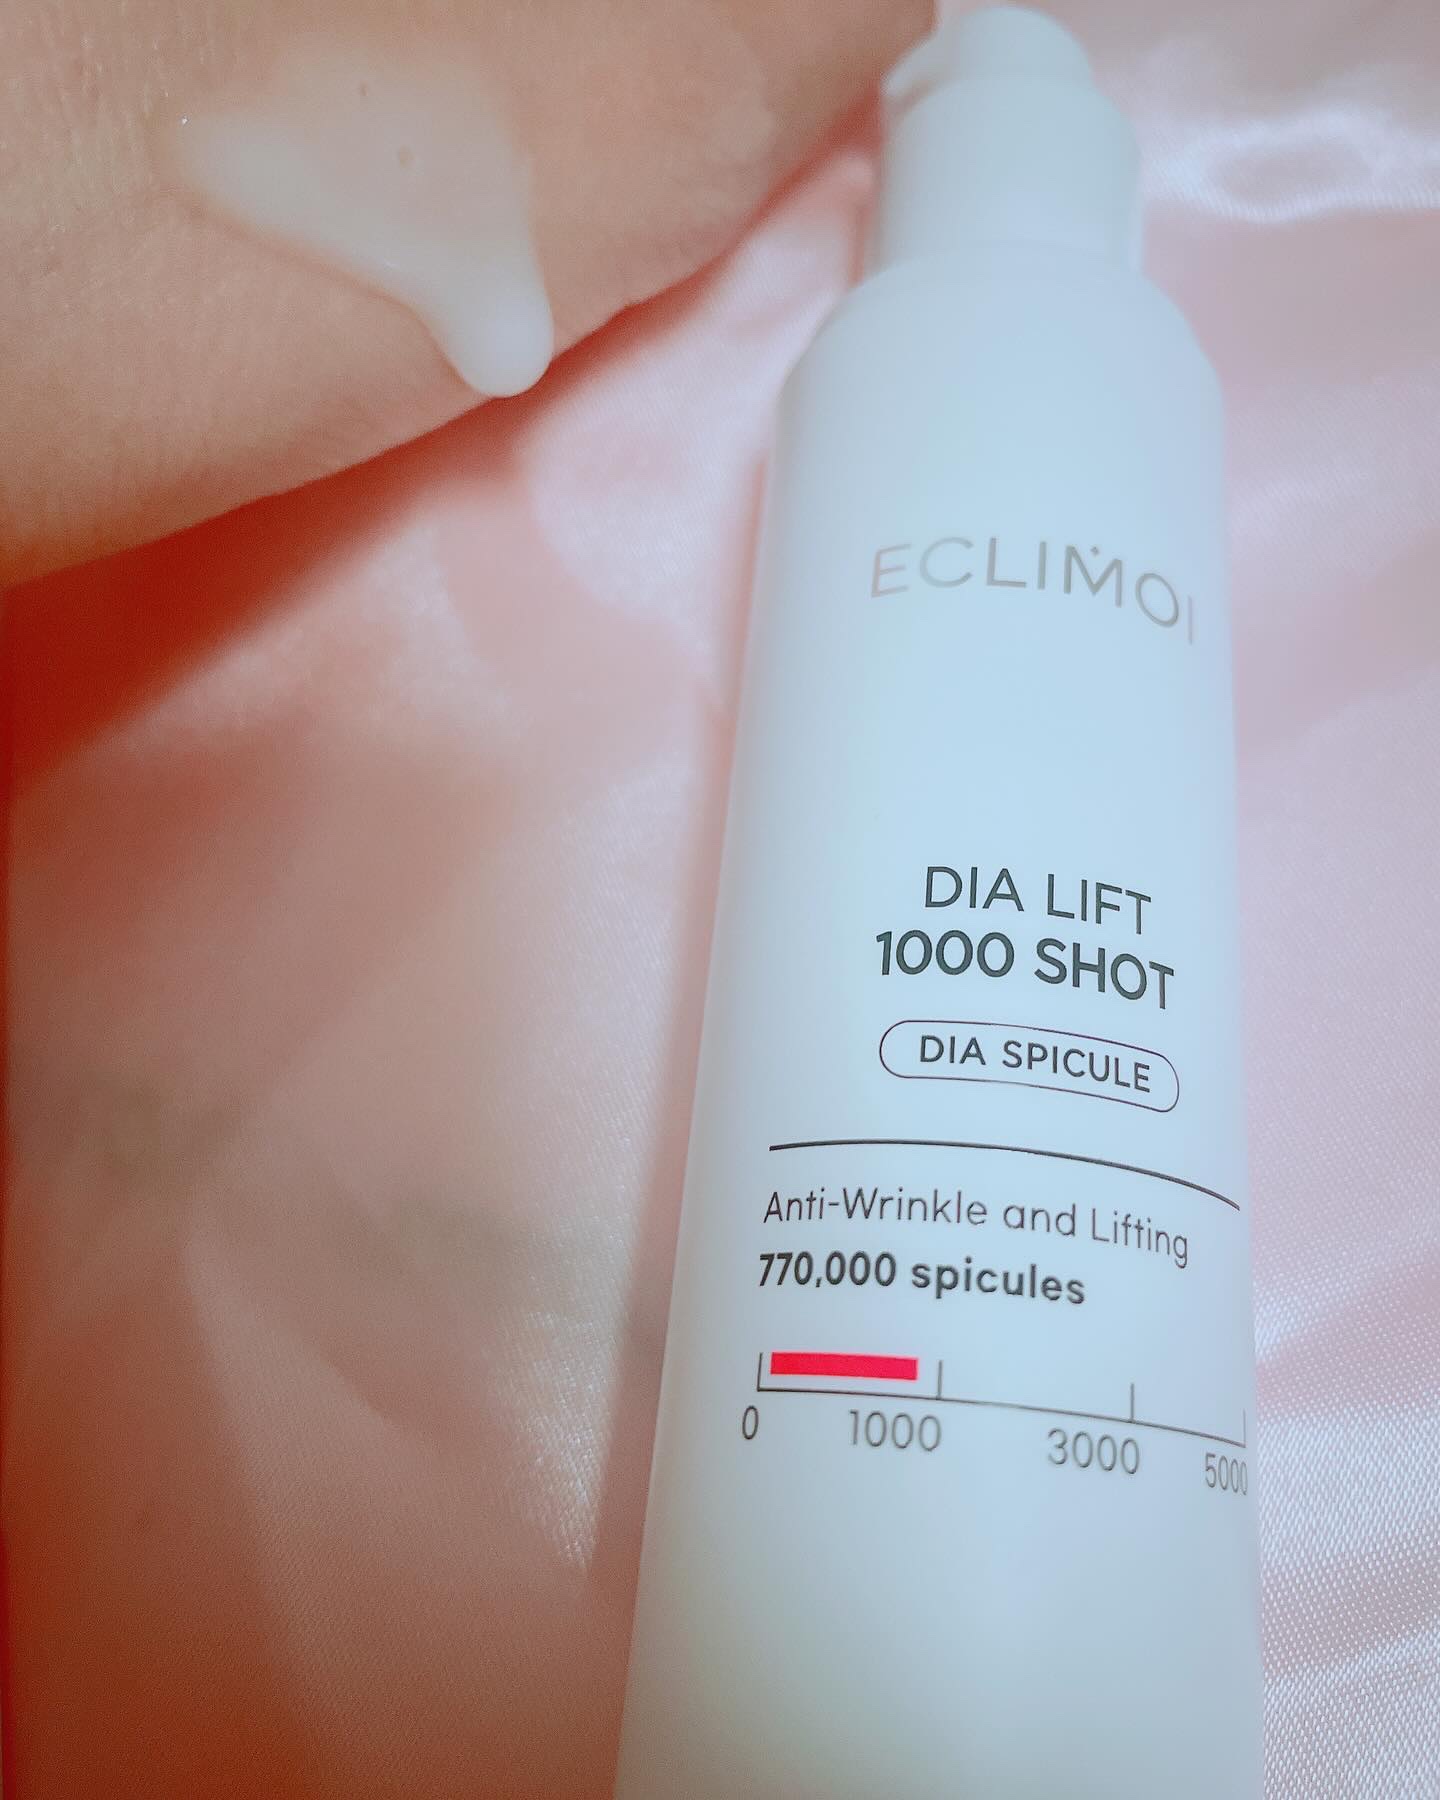 ECLIMOI
DIA LIFT
1000 SHOT
DIA SPICULE
Anti-Wrinkle and Lifting
770,000 spicules
0 1000 3000 5000